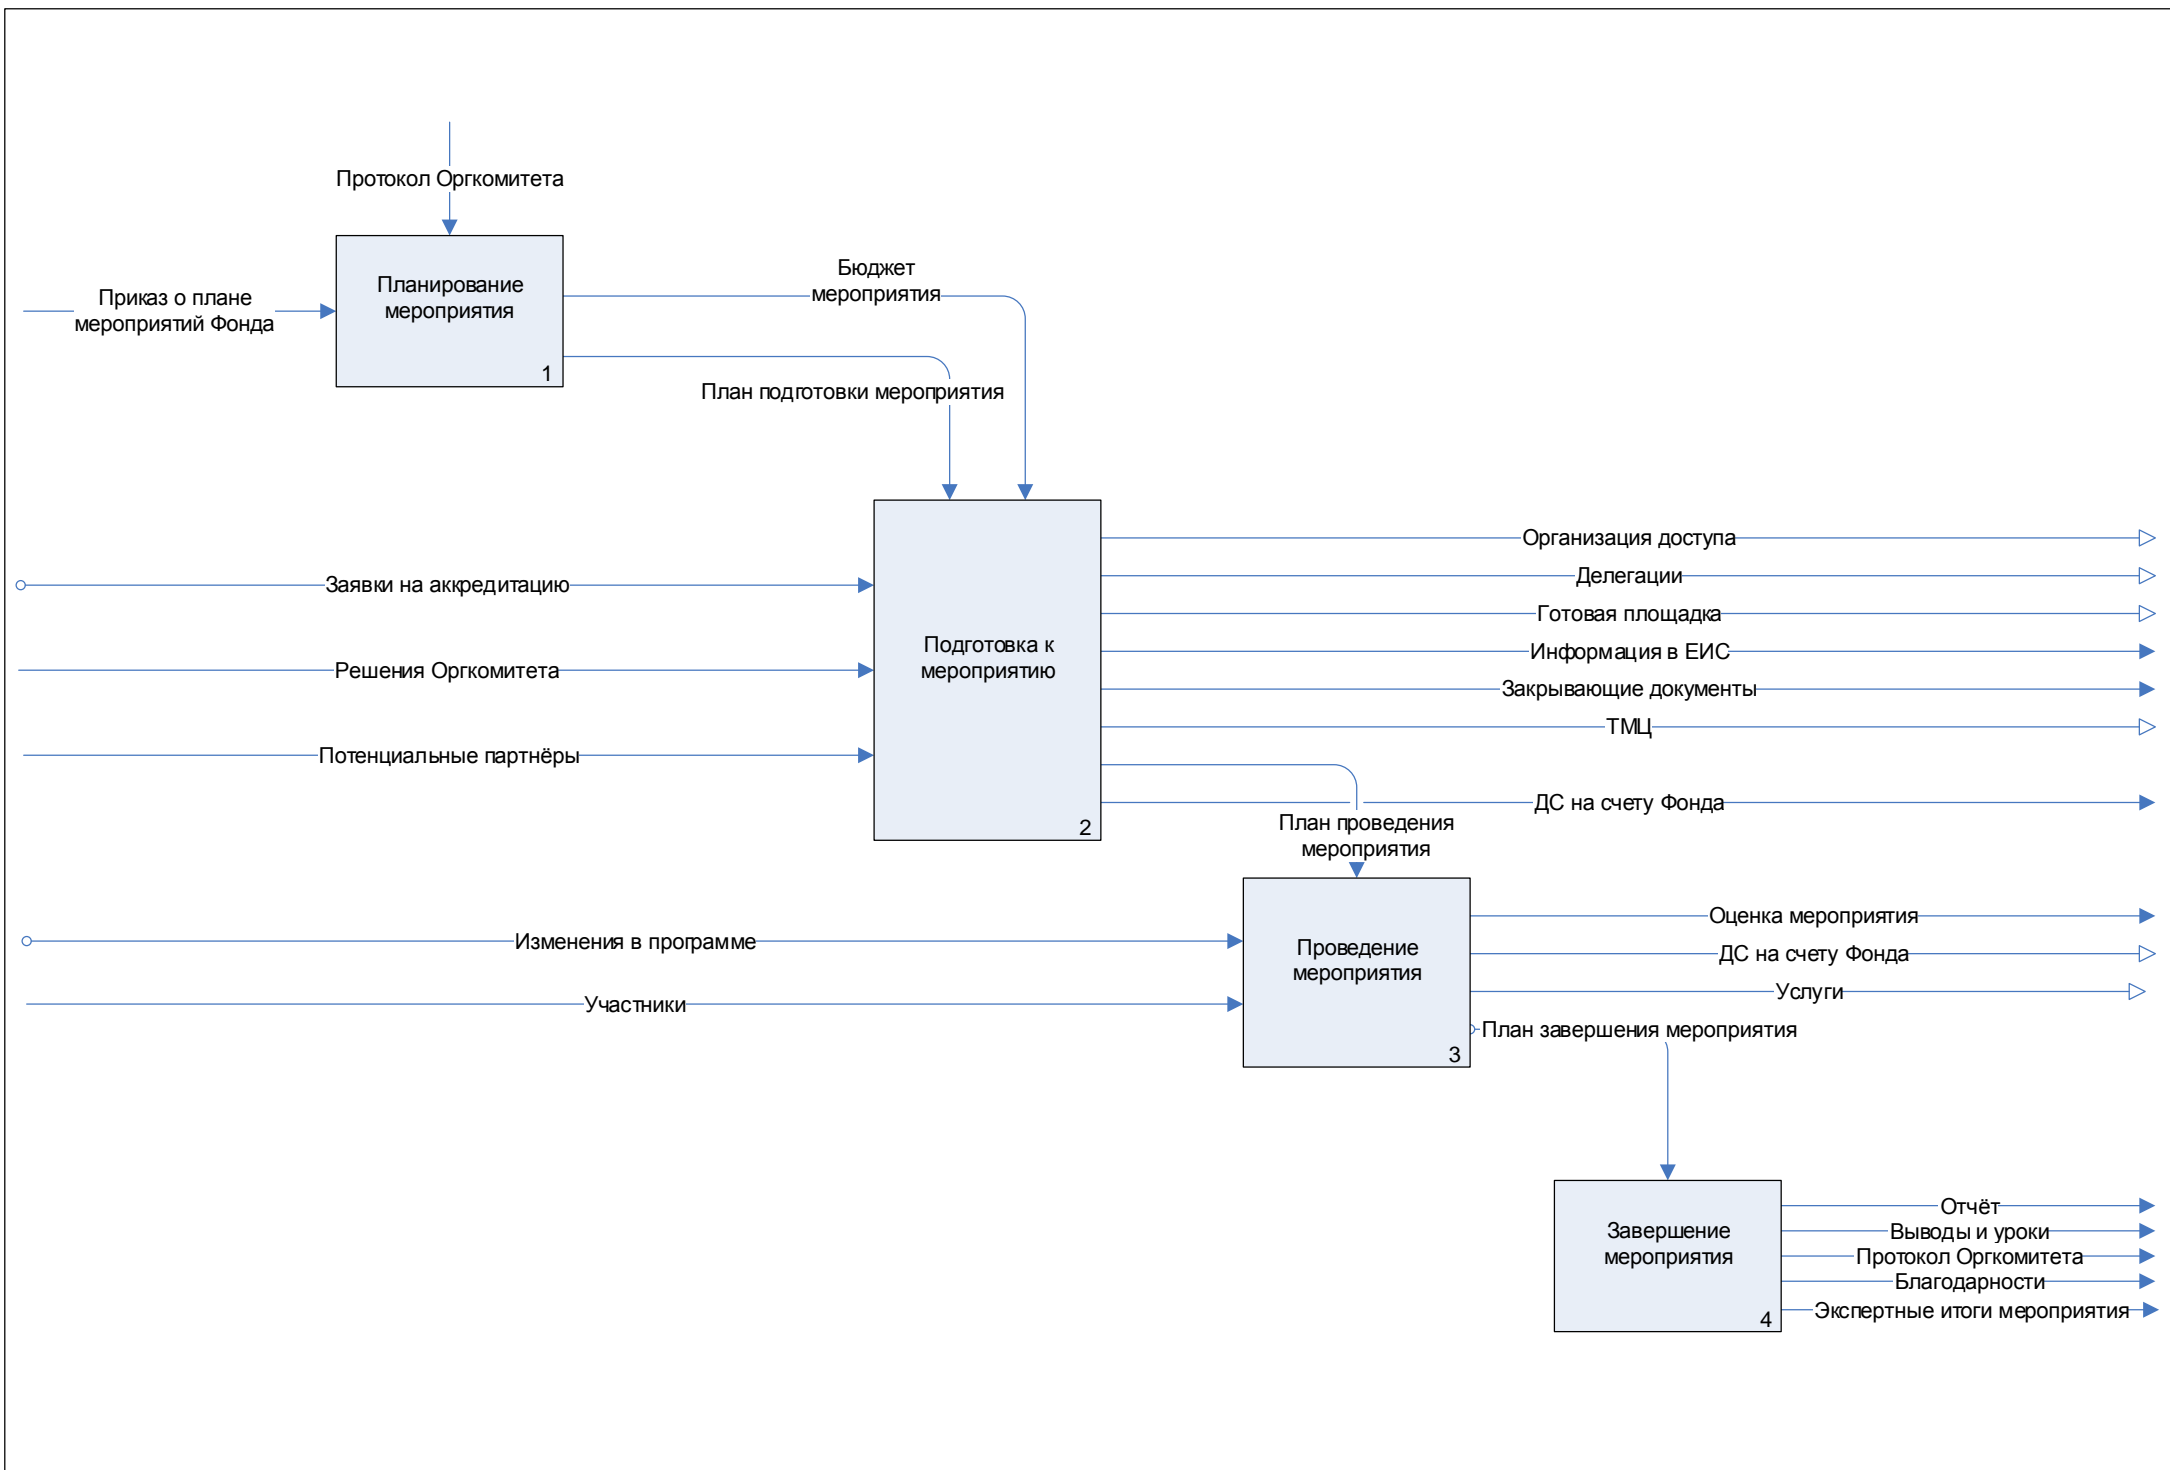 Протокол Оргкомитета
Приказ о плане
мероприятий Фонда
Планирование
мероприятия
1
Бюджет
мероприятия
План подготовки мероприятия
Заявки на аккредитацию
Решения Оргкомитета
Потенциальные партнёры
Подготовка к
мероприятию
2
Организация доступа
Делегации
Готовая площадка
Информация в ЕИС
Закрывающие документы
ТМЦ
ДС на счету Фонда
План проведения
мероприятия
Изменения в программе
Участники
Проведение
мероприятия
3
Оценка мероприятия
ДС на счету Фонда
Услуги
План завершения мероприятия
Завершение
мероприятия
4
Отчёт
Выводы и уроки
Протокол Оргкомитета
Благодарности
Экспертные итоги мероприятия